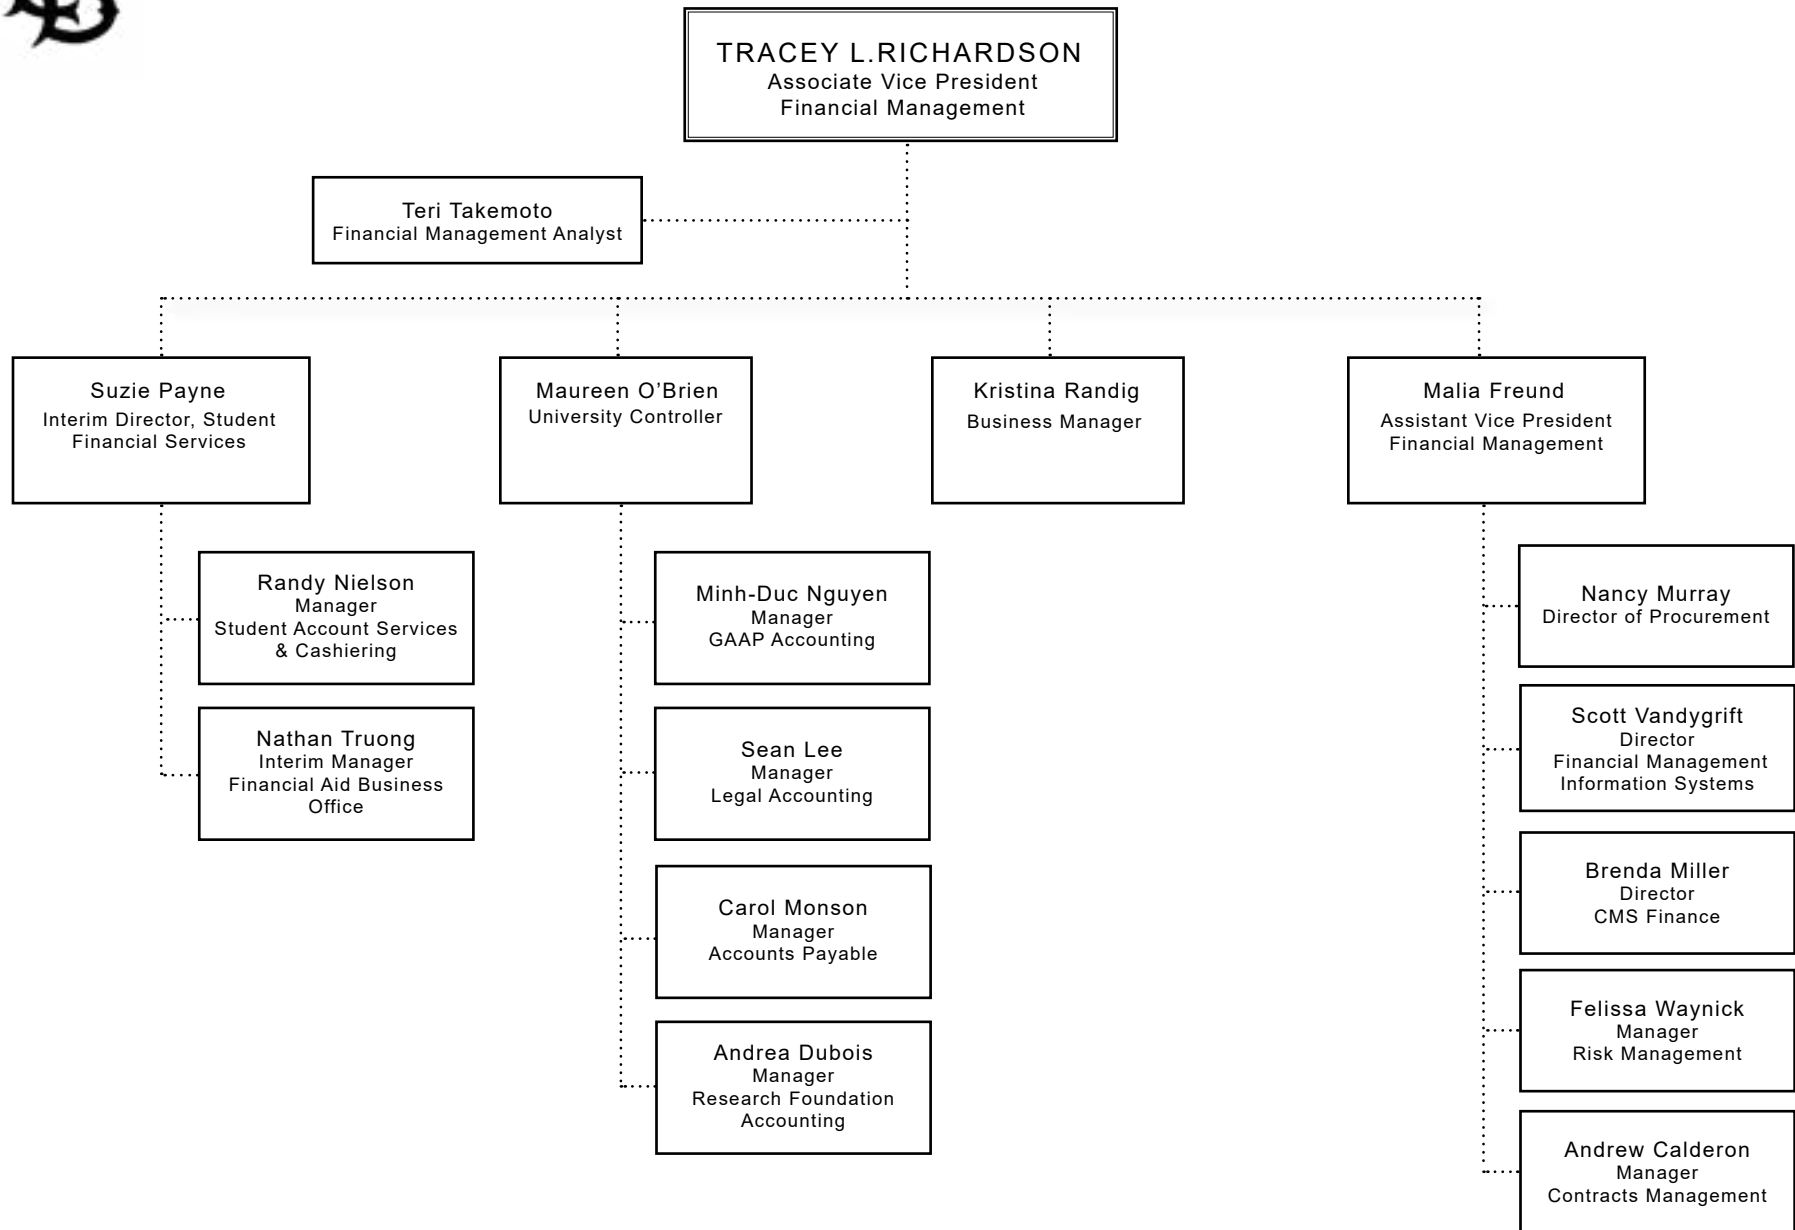 TRACEY L.RICHARDSON
Associate Vice President
Financial Management
Teri Takemoto
Financial Management Analyst
Suzie Payne
Interim Director, Student
Financial Services
Maureen O’Brien
University Controller
Kristina Randig
Business Manager
Malia Freund
Assistant Vice President
Financial Management
Randy Nielson
Manager
Student Account Services
& Cashiering
Nathan Truong
Interim Manager
Financial Aid Business
Office
Minh-Duc Nguyen
Manager
GAAP Accounting
Sean Lee
Manager
Legal Accounting
Carol Monson
Manager
Accounts Payable
Andrea Dubois
Manager
Research Foundation
Accounting
Nancy Murray
Director of Procurement
Scott Vandygrift
Director
Financial Management
Information Systems
Brenda Miller
Director
CMS Finance
Felissa Waynick
Manager
Risk Management
Andrew Calderon
Manager
Contracts Management